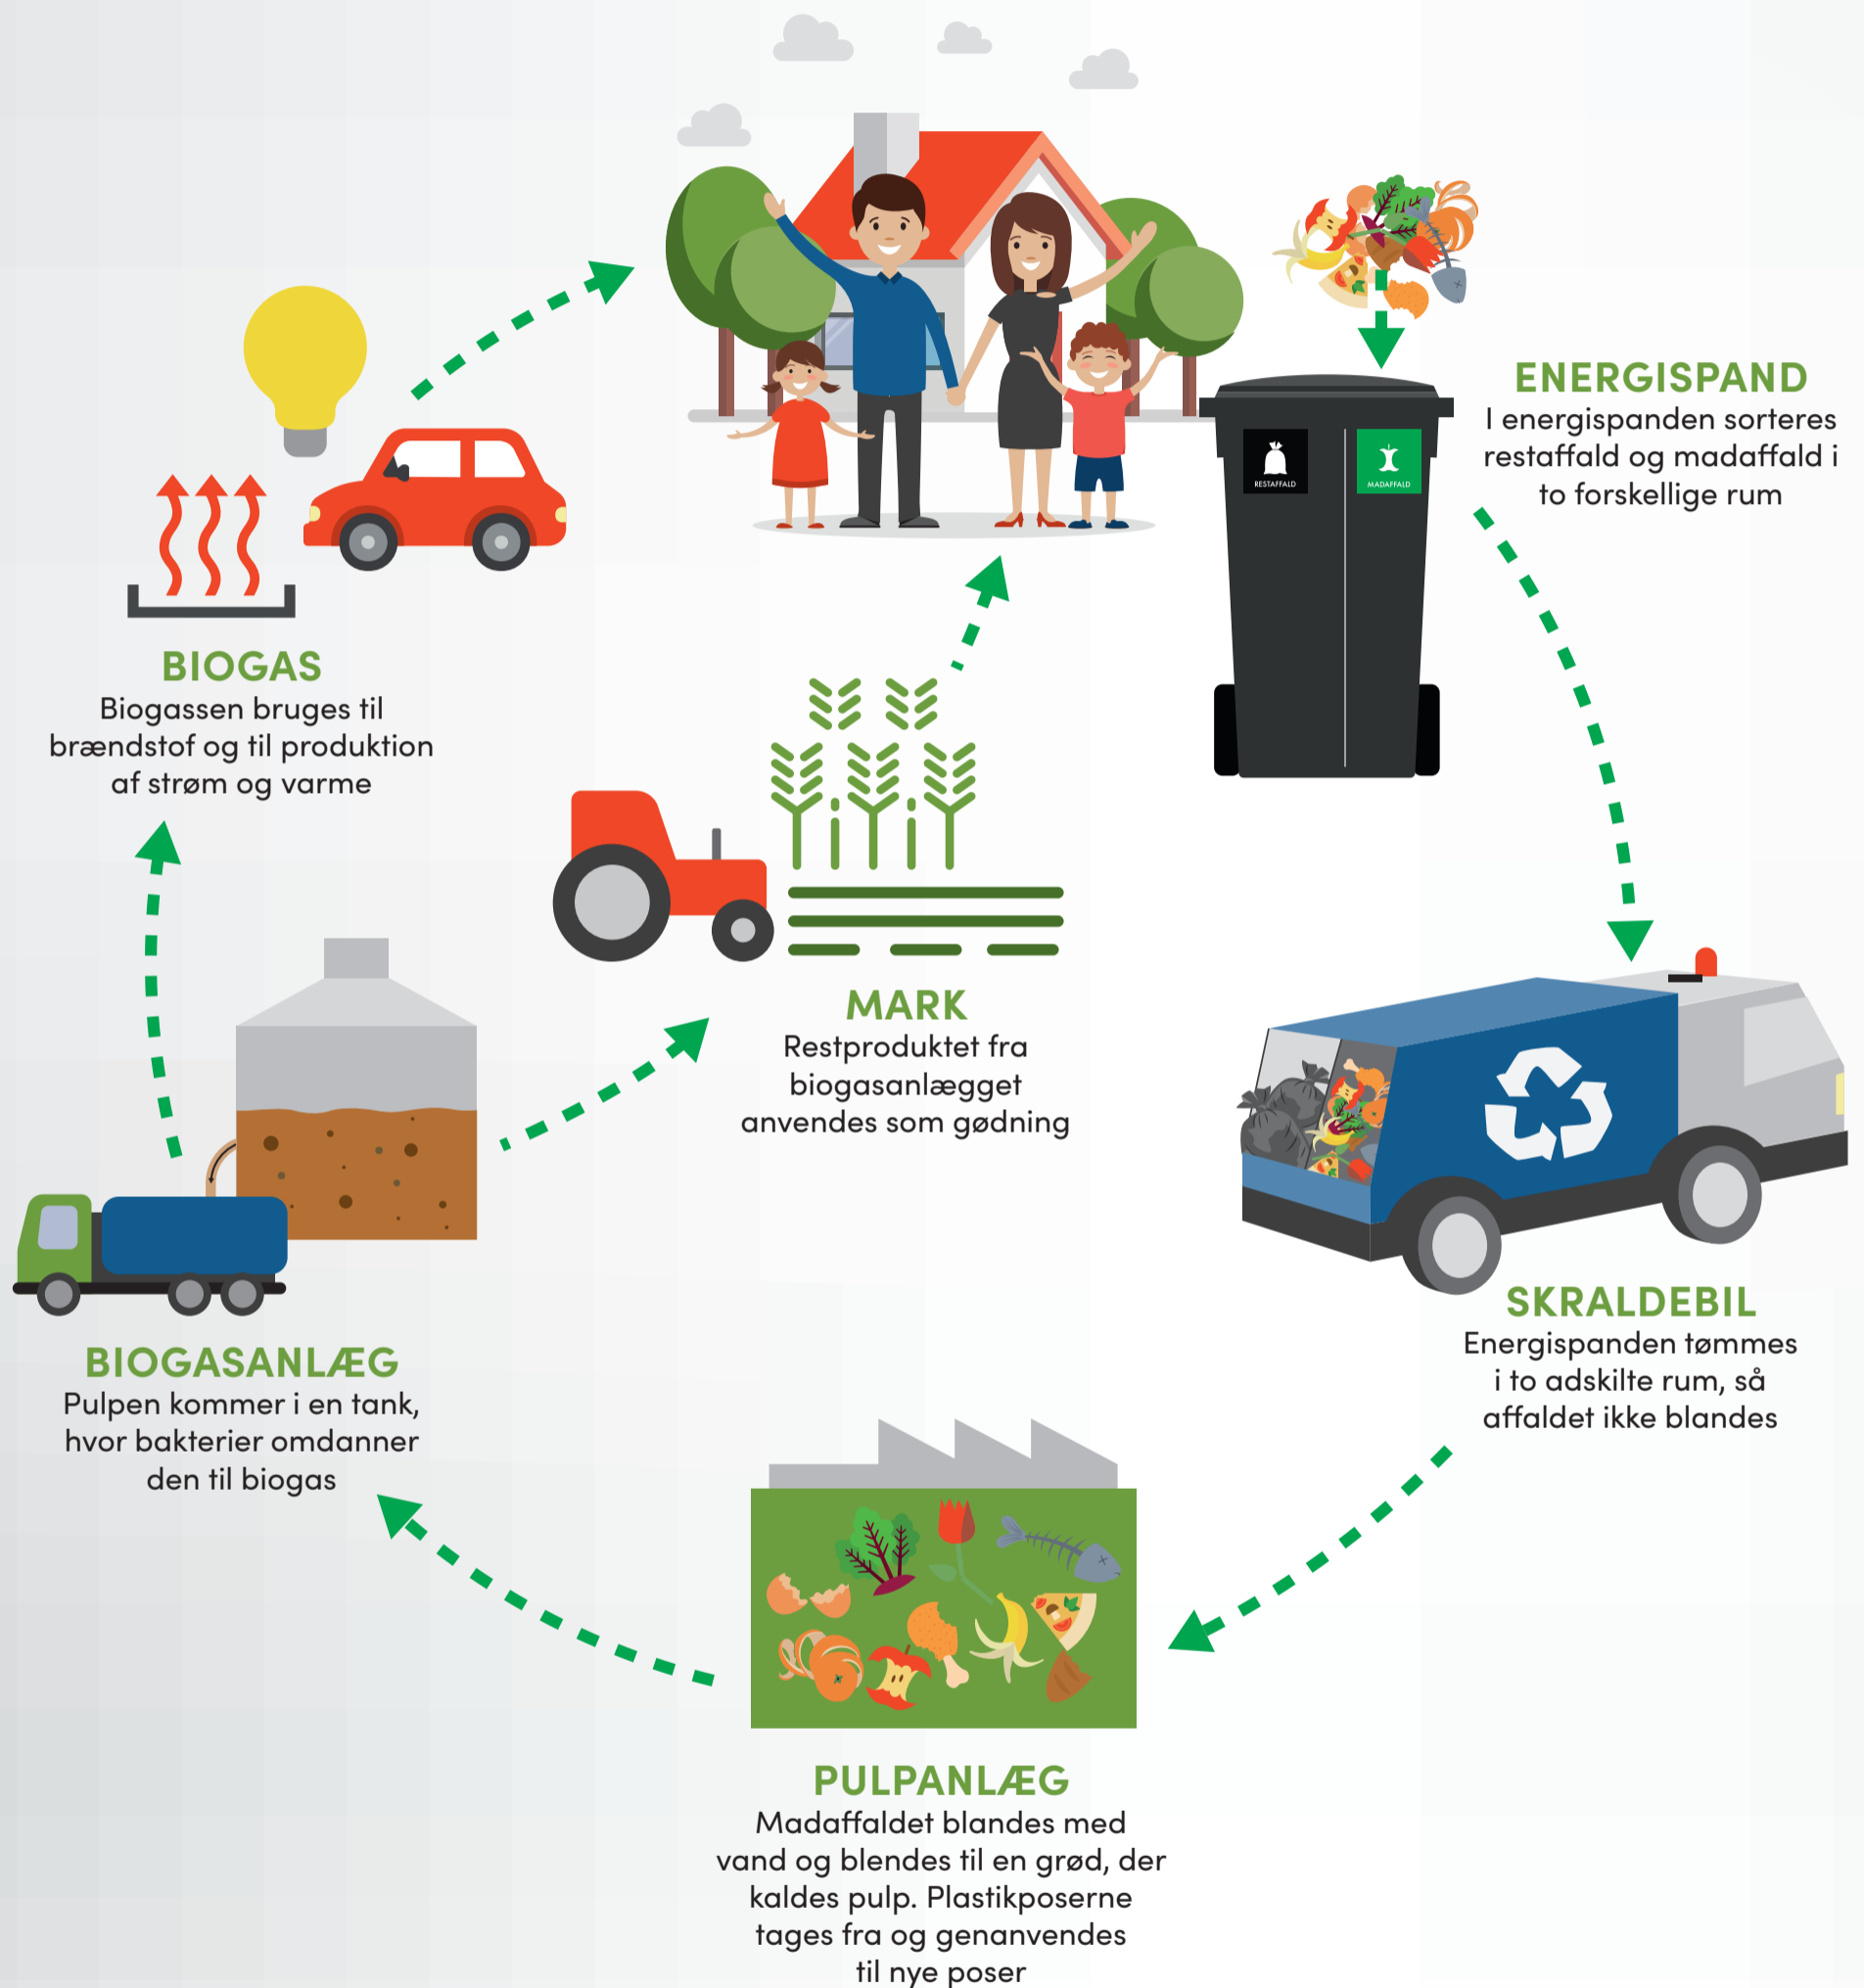 ENERGISPAND
I energispanden sorteres
restaffald og madaffald i
to forskellige rum
RESTAFFALD
MADAFFALD
BIOGAS
Biogassen bruges til
brændstof og til produktion
af strøm og varme
MARK
Restproduktet fra
biogasanlægget
anvendes som gødning
SKRALDEBIL
Energispanden tømmes
i to adskilte rum, så
affaldet ikke blandes
BIOGASANLÆG
Pulpen kommer i en tank,
hvor bakterier omdanner
den til biogas
PULPANLÆG
Madaffaldet blandes med
vand og blendes til en grød, der
kaldes pulp. Plastikposerne
tages fra og genanvendes
til nye poser